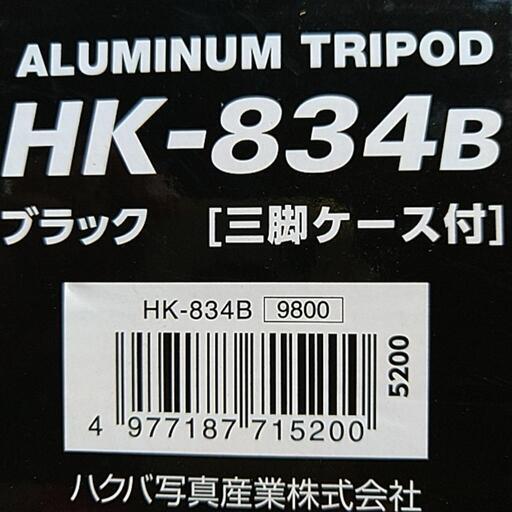 ALUMINUM TRIPOD
HK-834B
ブラック [三脚ケース付]
HK-834B 9800
5200
4 977187 715200
ハクバ写真産業株式会社